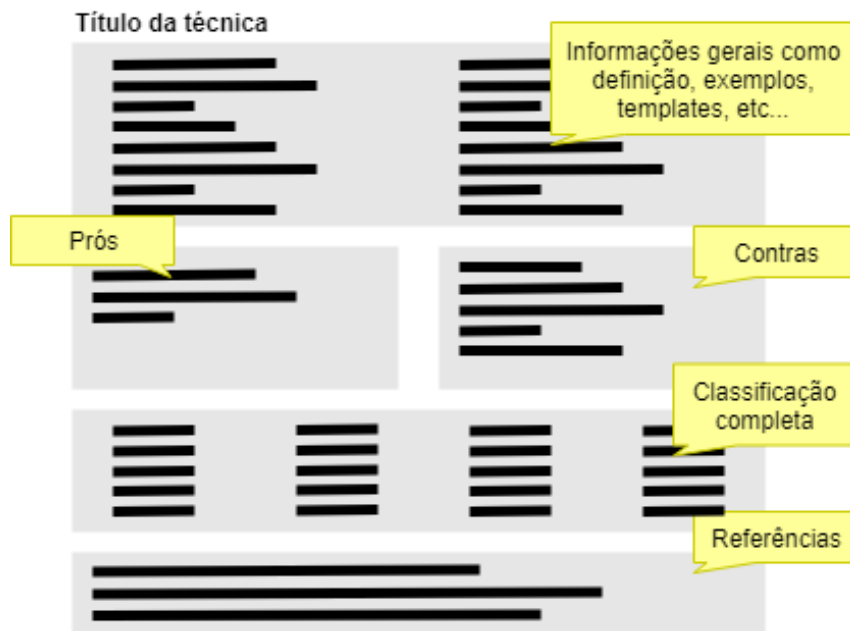 Título da técnica
Informações gerais como
definição, exemplos,
templates, etc...
Prós
Contras
Classificação
completa
Referências